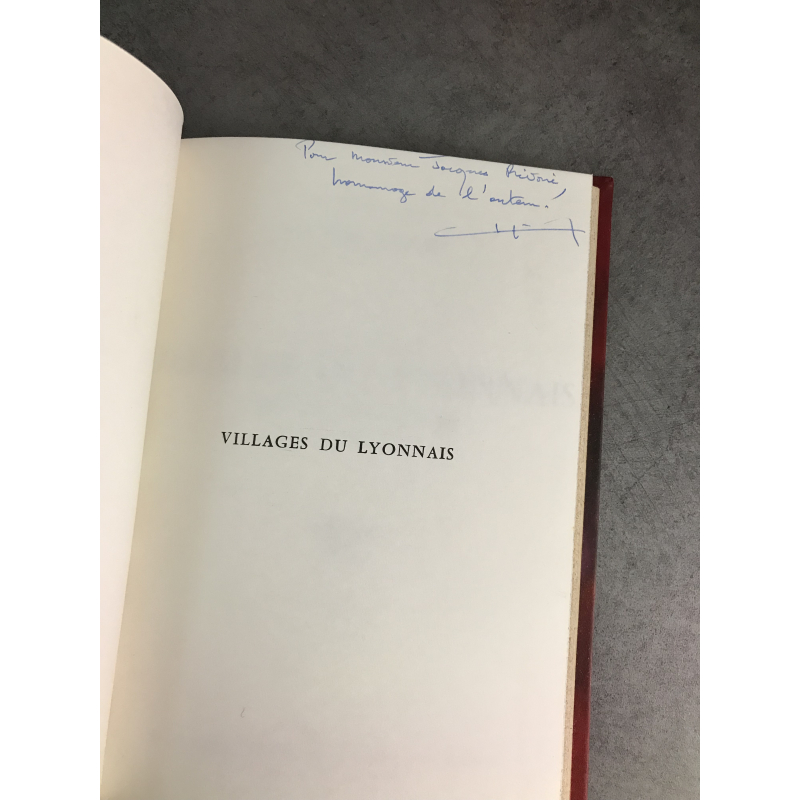 Pour Monsieur Jacques
hommage de l'auteur.
VILLAGES DU LYONNAIS